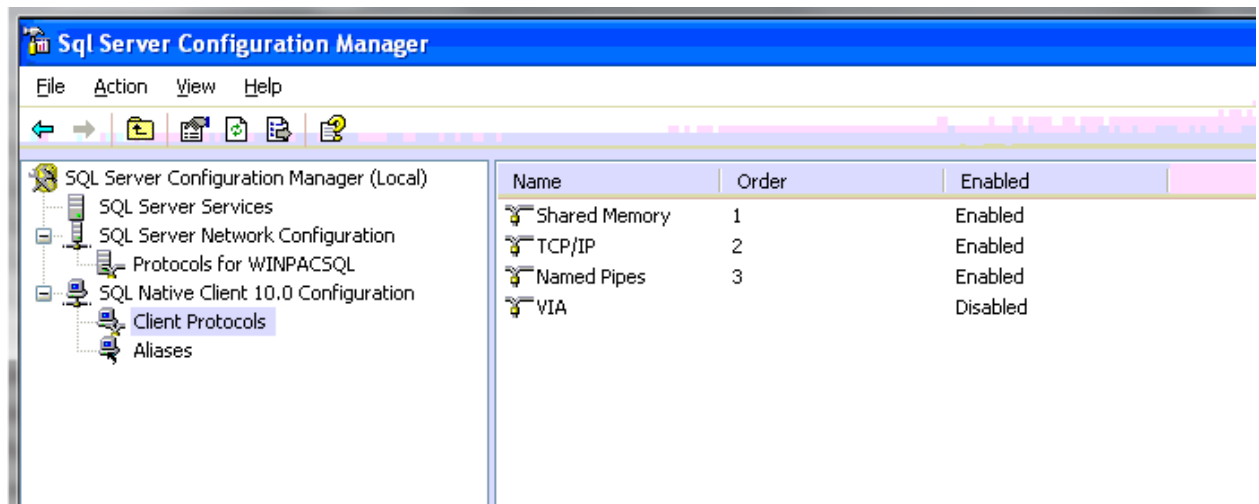 Sql Server Configuration Manager
File Action View Help
SQL Server Configuration Manager (Local)
SQL Server Services
SQL Server Network Configuration
Protocols for WINPACSQL
SQL Native Client 10.0 Configuration
Client Protocols
Aliases
Name Order Enabled
Shared Memory 1 Enabled
TCP/IP 2 Enabled
Named Pipes 3 Enabled
VIA Disabled